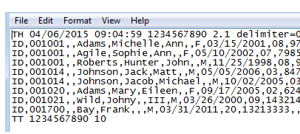 File Edit Format View Help
TH 04/06/2015 09:04:59 1234567890 2.1 delimiter=
ID,001001,,Adams,Michelle,Ann,,F,03/15/2001,08,97
ID,001001,,Agile,Sophie,Ann,,F,05/10/2002,07,7985
ID,001001,,Roberts,Hunter,John,,M,11/25/1998,08,9
ID,001014,,Johnson,Jack,Matt,,M,05/05/2006,03,847
ID,001014,,Johnson,Jacob,Michael,,M,10/02/2005,03
ID,001020,,Adams,Mary,Eileen,,F,09/17/2005,02,624
ID,001021,,Wild,Johny,,III,M,03/26/2000,09,143214
ID,001700,,Bay,Frank,,,M,03/31/2011,20,13213333,,
TT 1234567890 10